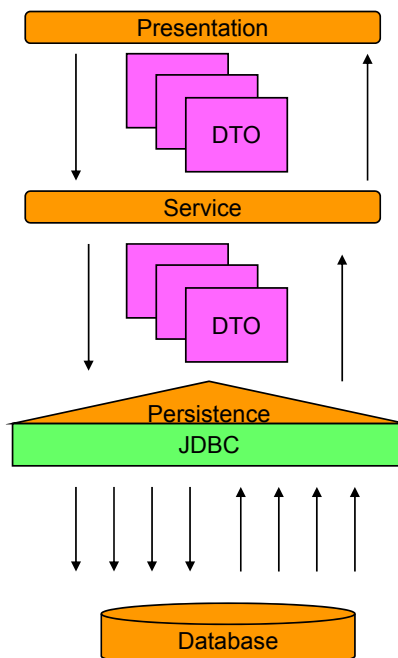 Presentation
DTO
Service
DTO
Persistence
JDBC
Database